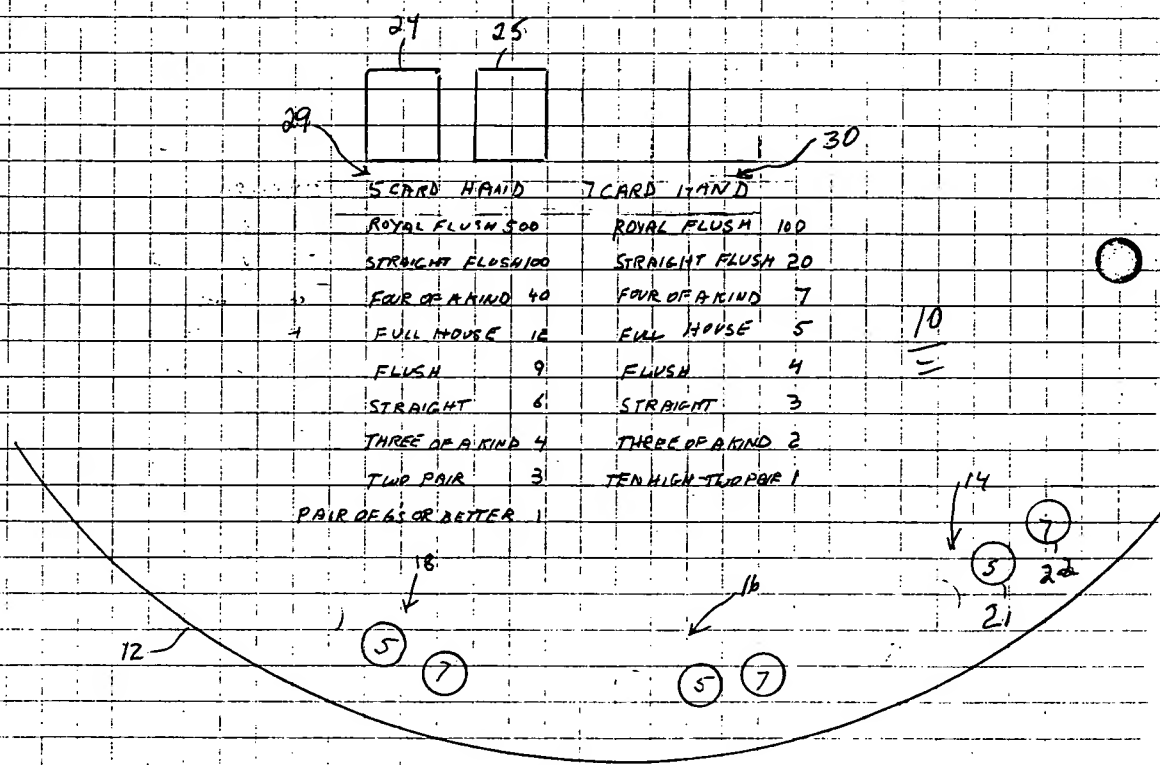 24 25
29 30
5 CARD HAND 7 CARD HAND
ROYAL FLUSH 500 ROYAL FLUSH 100
STRAIGHT FLUSH 100 STRAIGHT FLUSH 20
FOUR OF A KIND 40 FOUR OF A KIND 7
FULL HOUSE 12 FULL HOUSE 5
10
FLUSH 9 FLUSH 4
STRAIGHT 6 STRAIGHT 3
THREE OF A KIND 4 THREE OF A KIND 2
TWO PAIR 3 TEN HIGH TWO PAIR 1
PAIR OF 6S OR BETTER 1
14
7
5 22
21
18 16
12 5 7 5 7